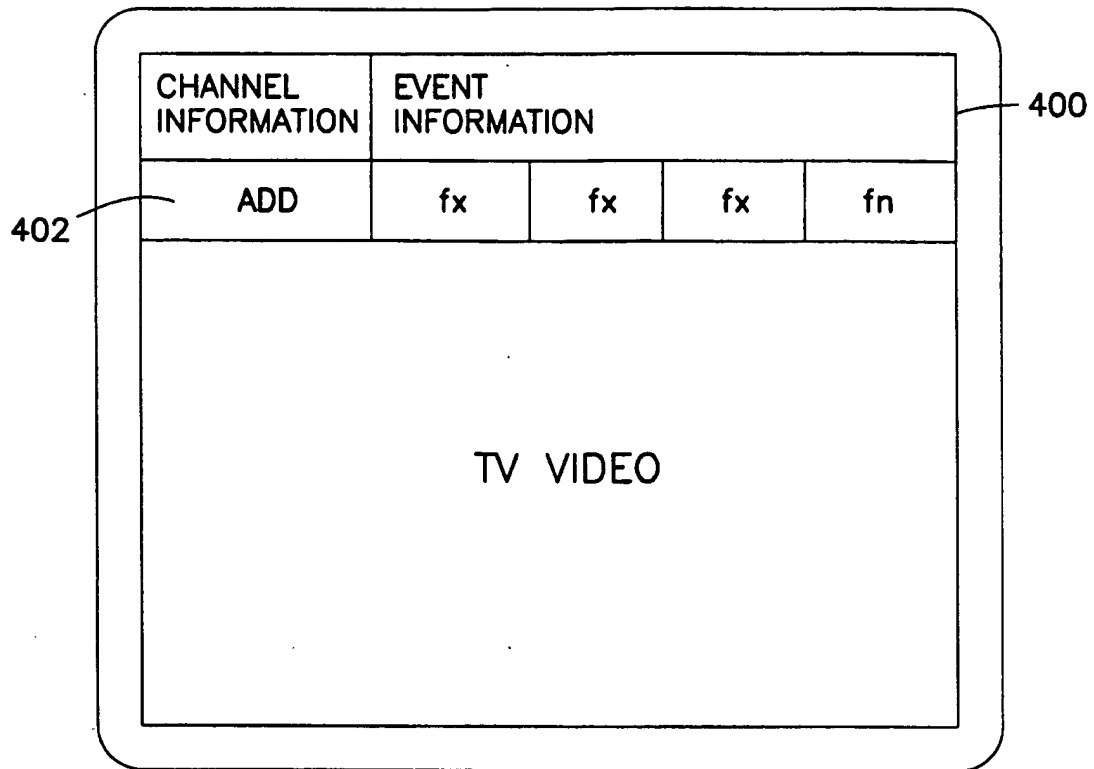 CHANNEL
INFORMATION
EVENT
INFORMATION
400
402
ADD fx fx fx fn
TV VIDEO